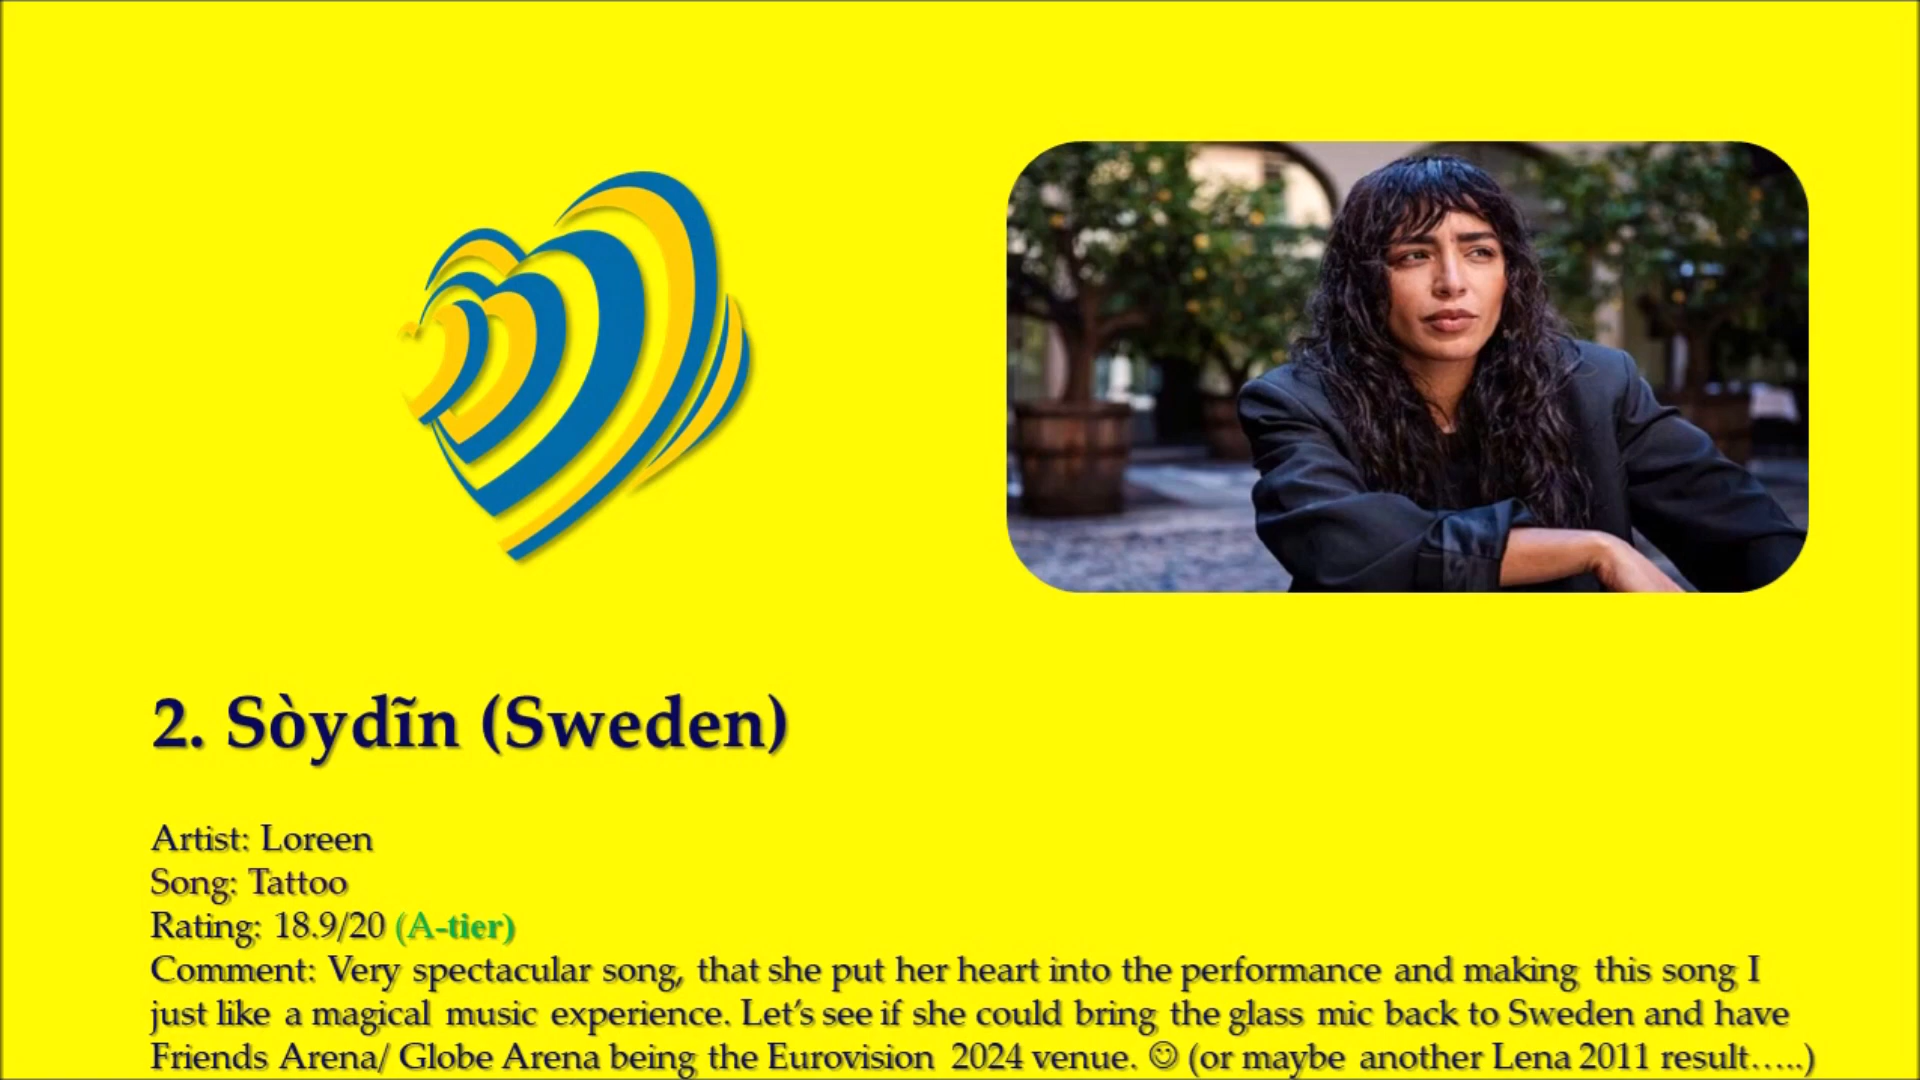 2. Sòydĩn (Sweden)
Artist: Loreen
Song: Tattoo
Rating: 18.9/20 (A-tier)
Comment: Very spectacular song, that she put her heart into the performance and making this song I
just like a magical music experience. Let’s see if she could bring the glass mic back to Sweden and have
Friends Arena/ Globe Arena being the Eurovision 2024 venue. ☺ (or maybe another Lena 2011 result…..)